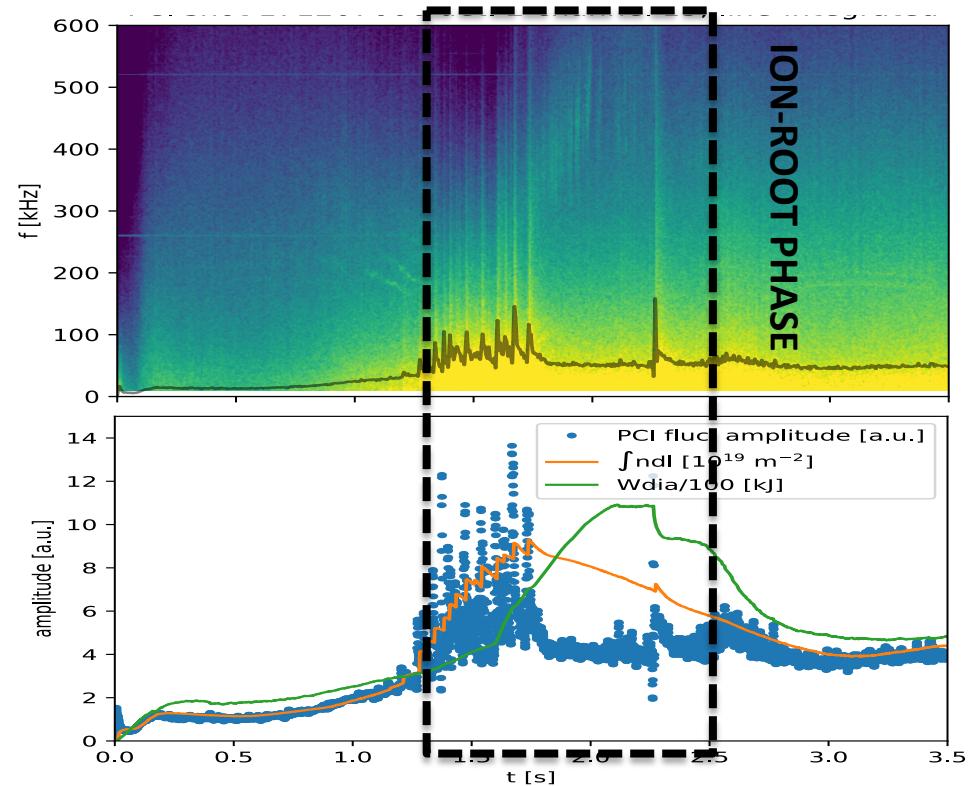 600
500
400
300
200
100
0
f [kHz]
ION-ROOT PHASE
14
12
10
8
6
4
2
0
amplitude [a.u.]
PCI fluc. amplitude [a.u.]
∫ndl [10¹⁹ m⁻²]
Wdia/100 [kJ]
0.0 0.5 1.0 1.5 2.0 2.5 3.0 3.5
t [s]